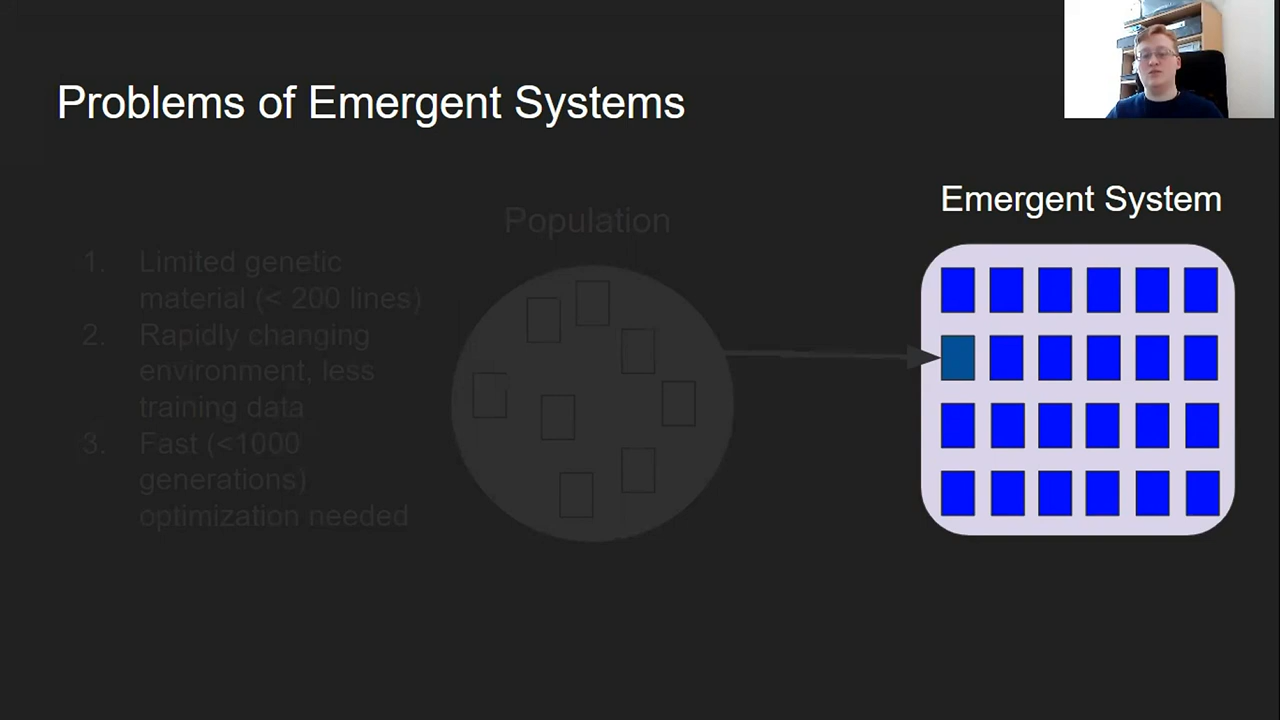 Problems of Emergent Systems
Emergent System
Population
1. Limited genetic
material (< 200 lines)
2. Rapidly changing
environment, less
training data
3. Fast (<1000
generations)
optimization needed